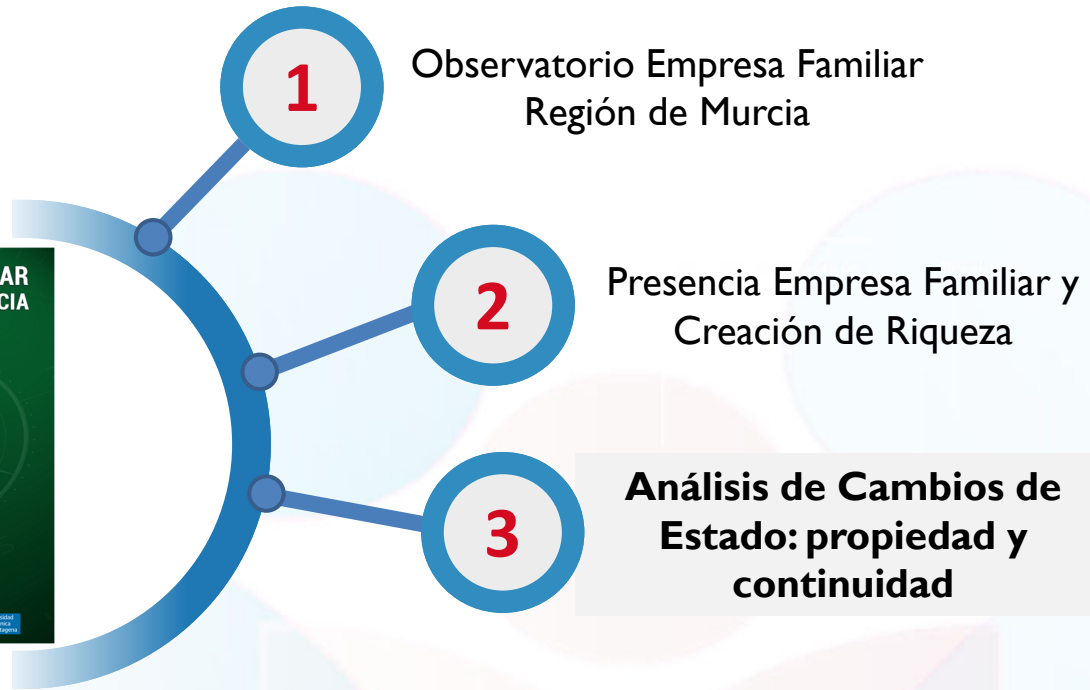 1
Observatorio Empresa Familiar
Región de Murcia
2
Presencia Empresa Familiar y
Creación de Riqueza
3
Análisis de Cambios de
Estado: propiedad y
continuidad
AR
CIA